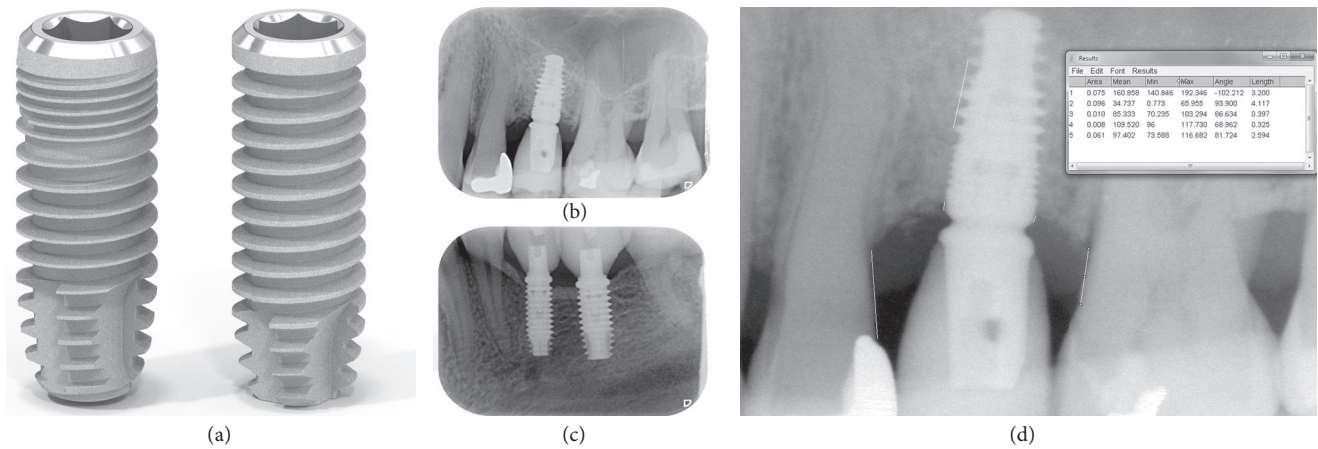 Results
File Edit Font Results
Area Mean Min Max Angle Length
1 0.075 160.858 140.846 192.346 -102.212 3.200
2 0.096 34.737 0.773 65.955 93.900 4.117
3 0.010 85.333 70.235 103.294 86.634 0.397
4 0.008 109.520 96 117.730 68.962 0.325
5 0.061 97.402 73.588 116.682 81.724 2.594
(b)
(a)
(c)
(d)